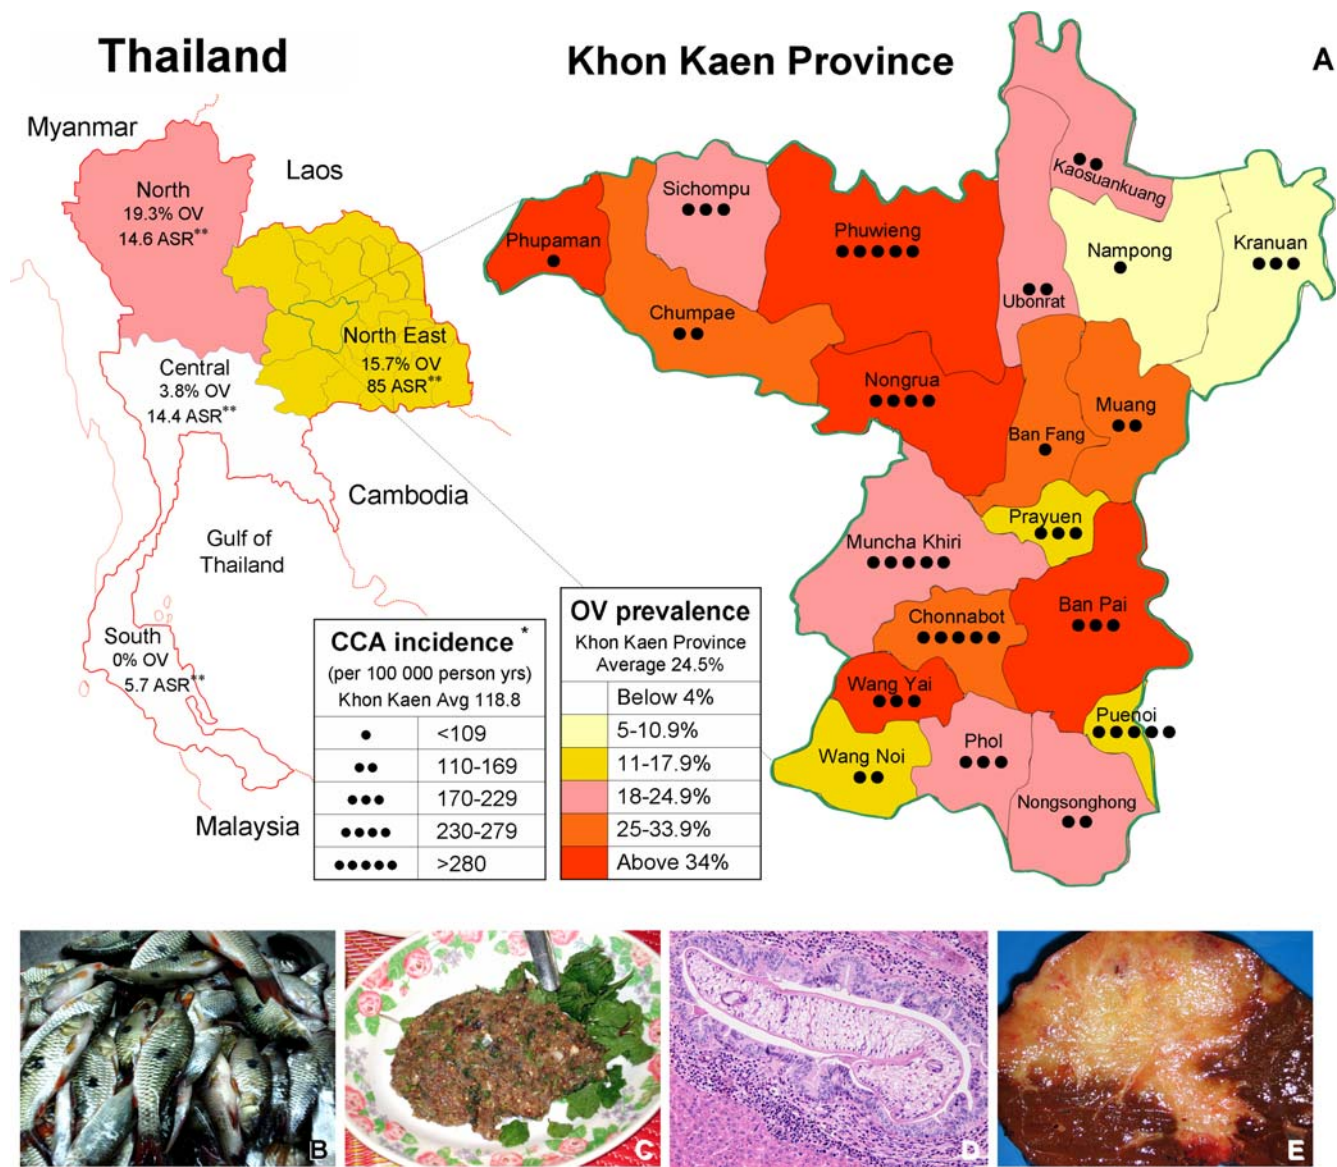 Thailand
Khon Kaen Province
A
Myanmar
Laos
North
19.3% OV
14.6 ASR**
North East
15.7% OV
85 ASR**
Central
3.8% OV
14.4 ASR**
Cambodia
Gulf of
Thailand
South
0% OV
5.7 ASR**
Malaysia
CCA incidence *
(per 100 000 person yrs)
Khon Kaen Avg 118.8
● <109
●● 110-169
●●● 170-229
●●●● 230-279
●●●●● >280
OV prevalence
Khon Kaen Province
Average 24.5%
Below 4%
5-10.9%
11-17.9%
18-24.9%
25-33.9%
Above 34%
Phupaman
Sichompu
Chumpae
Phuwieng
Nongrua
Ubonrat
Kaosuankuang
Nampong
Kranuan
Ban Fang
Muang
Prayuen
Muncha Khiri
Chonnabot
Ban Pai
Wang Yai
Wang Noi
Phol
Puenoi
Nongsonghong
B
C
D
E